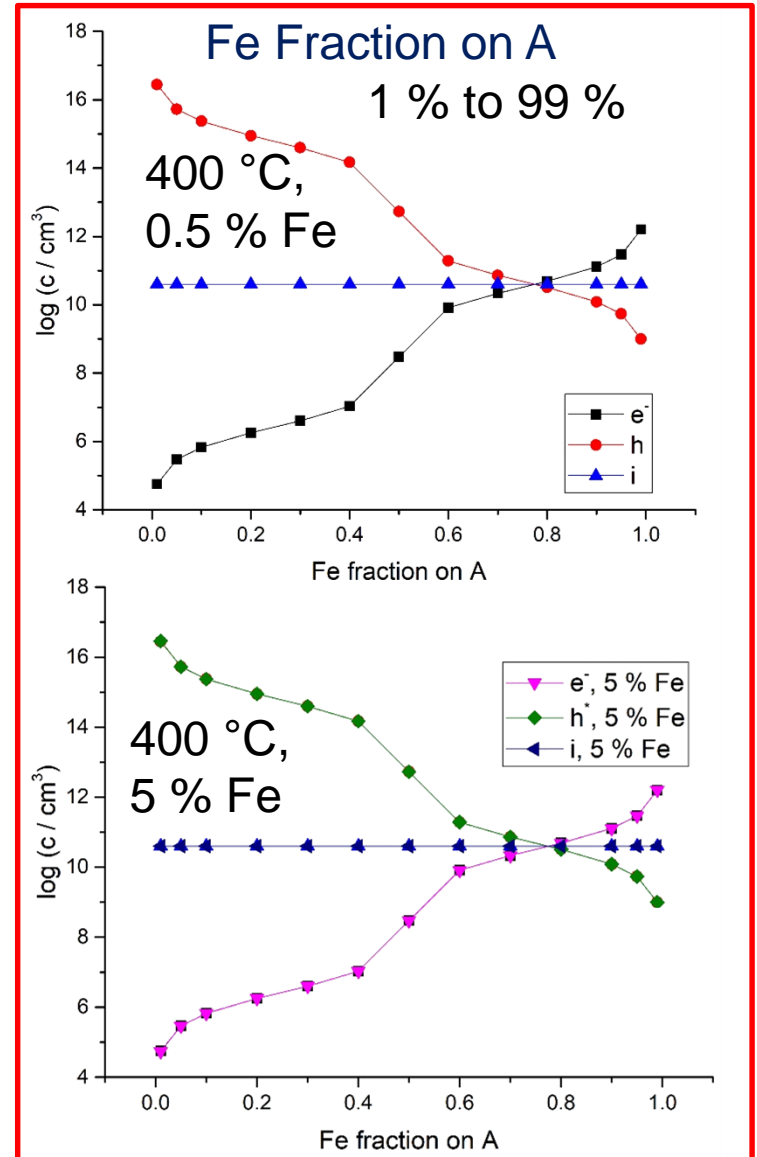 Fe Fraction on A
1 % to 99 %
400 °C,
0.5 % Fe
18
16
14
12
10
8
6
4
log (c / cm³)
e⁻
h
i
0.0 0.2 0.4 0.6 0.8 1.0
Fe fraction on A
18
16
14
12
10
8
6
4
log (c / cm³)
e⁻, 5 % Fe
h*, 5 % Fe
i, 5 % Fe
400 °C,
5 % Fe
0.0 0.2 0.4 0.6 0.8 1.0
Fe fraction on A